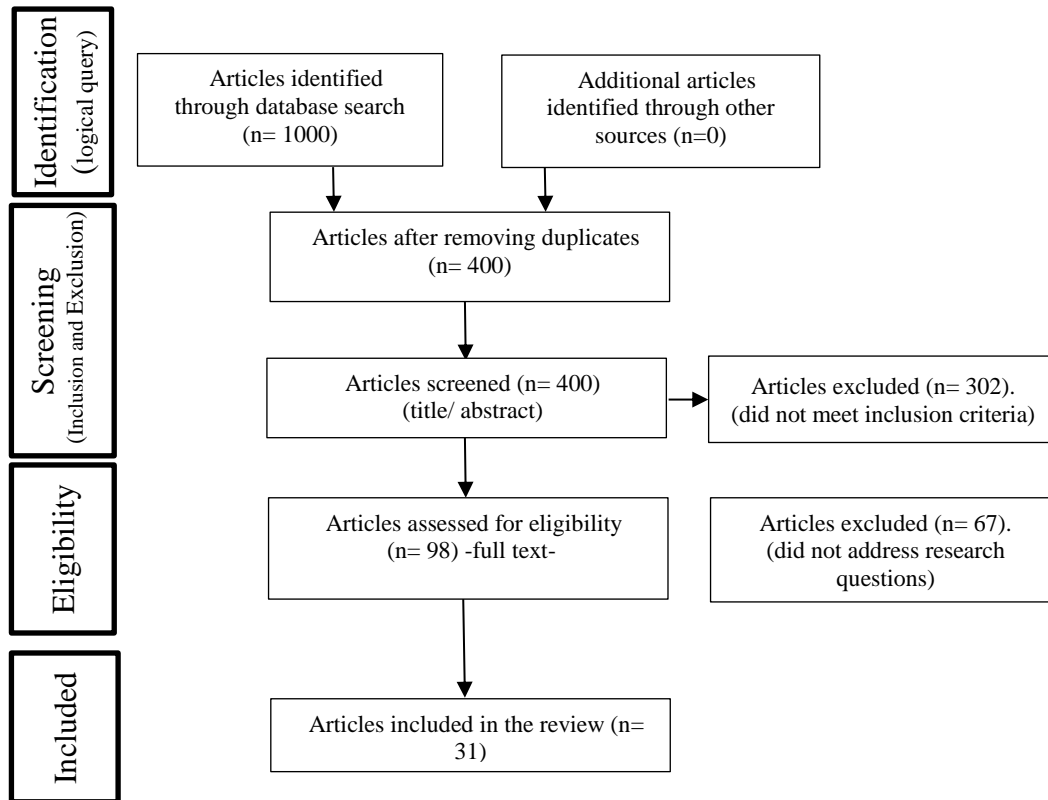 Identification
(logical query)
Articles identified
through database search
(n= 1000)
Additional articles
identified through other
sources (n=0)
Screening
(Inclusion and Exclusion)
Articles after removing duplicates
(n= 400)
Articles screened (n= 400)
(title/ abstract)
Articles excluded (n= 302).
(did not meet inclusion criteria)
Eligibility
Articles assessed for eligibility
(n= 98) -full text-
Articles excluded (n= 67).
(did not address research
questions)
Included
Articles included in the review (n=
31)